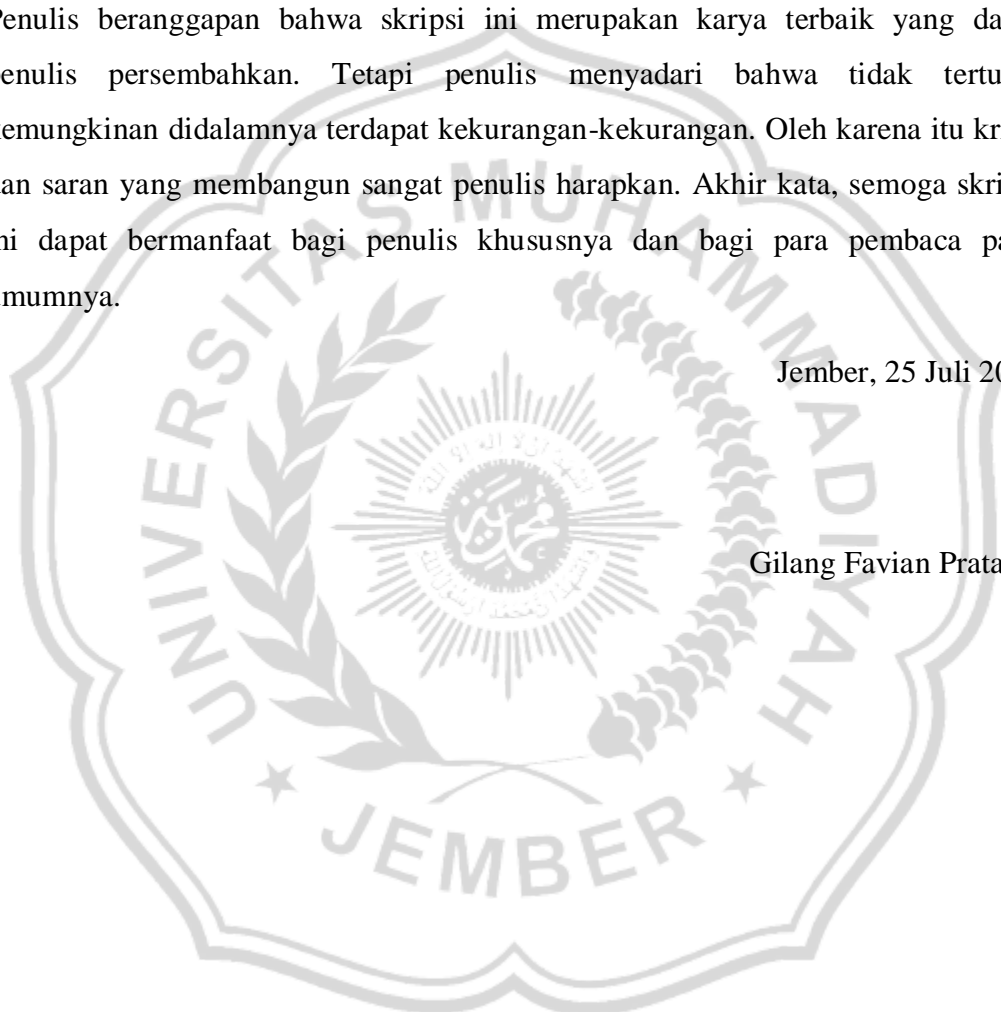 Penulis beranggapan bahwa skripsi ini merupakan karya terbaik yang da
penulis persembahkan. Tetapi penulis menyadari bahwa tidak tertu
kemungkinan didalamnya terdapat kekurangan-kekurangan. Oleh karena itu kri
dan saran yang membangun sangat penulis harapkan. Akhir kata, semoga skri
ini dapat bermanfaat bagi penulis khususnya dan bagi para pembaca pa
umumnya.
Jember, 25 Juli 20
Gilang Favian Prata
UNIVERSITAS MUHAMMADIYAH
JEMBER